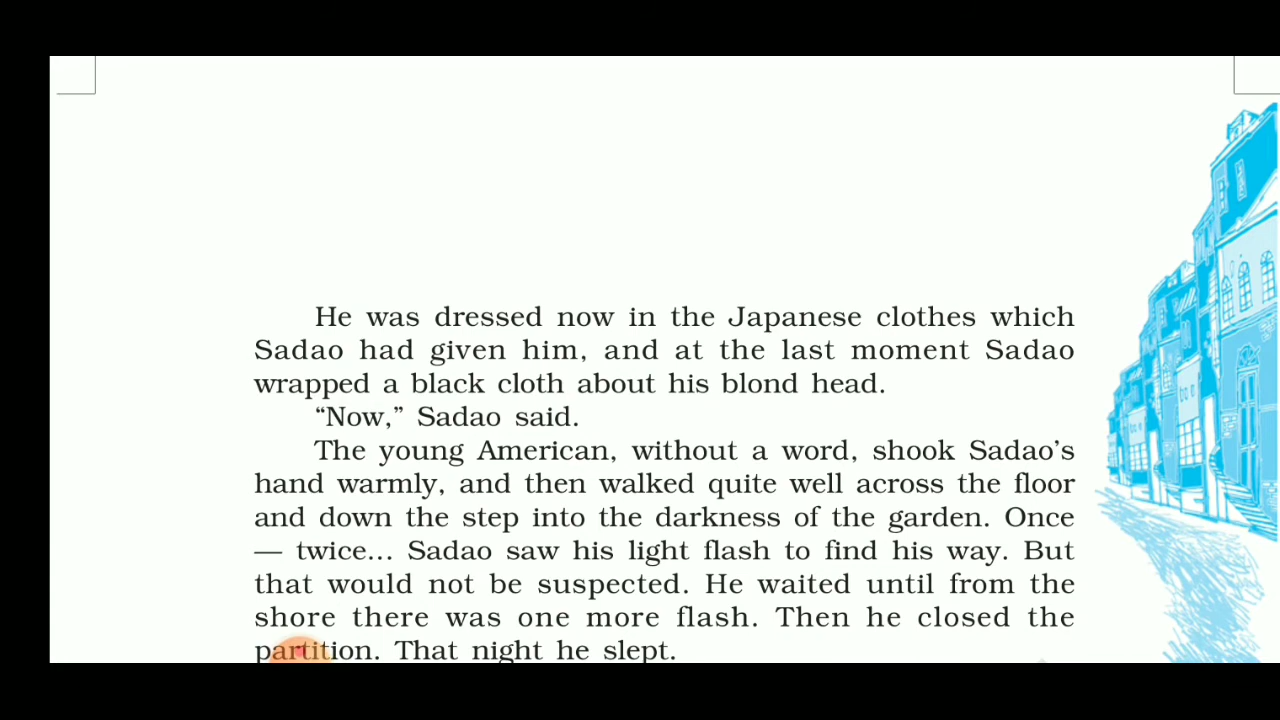 He was dressed now in the Japanese clothes which
Sadao had given him, and at the last moment Sadao
wrapped a black cloth about his blond head.
“Now,” Sadao said.
The young American, without a word, shook Sadao’s
hand warmly, and then walked quite well across the floor
and down the step into the darkness of the garden. Once
— twice... Sadao saw his light flash to find his way. But
that would not be suspected. He waited until from the
shore there was one more flash. Then he closed the
partition. That night he slept.